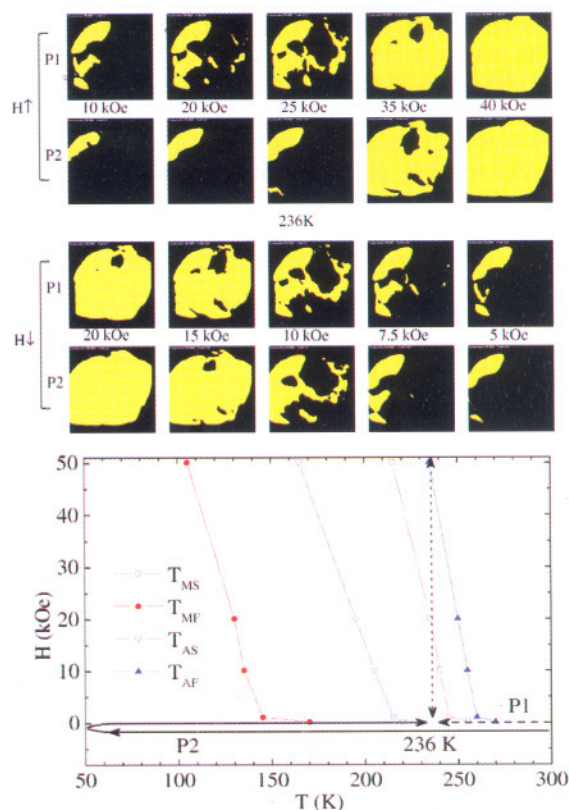 P1
10 kOe 20 kOe 25 kOe 35 kOe 40 kOe
H↑
P2
236K
P1
20 kOe 15 kOe 10 kOe 7.5 kOe 5 kOe
H↓
P2
50
40
30
20
10
0
H (kOe)
T_MS
T_MF
T_AS
T_AF
P1
P2
236 K
50 100 150 200 250 300
T (K)